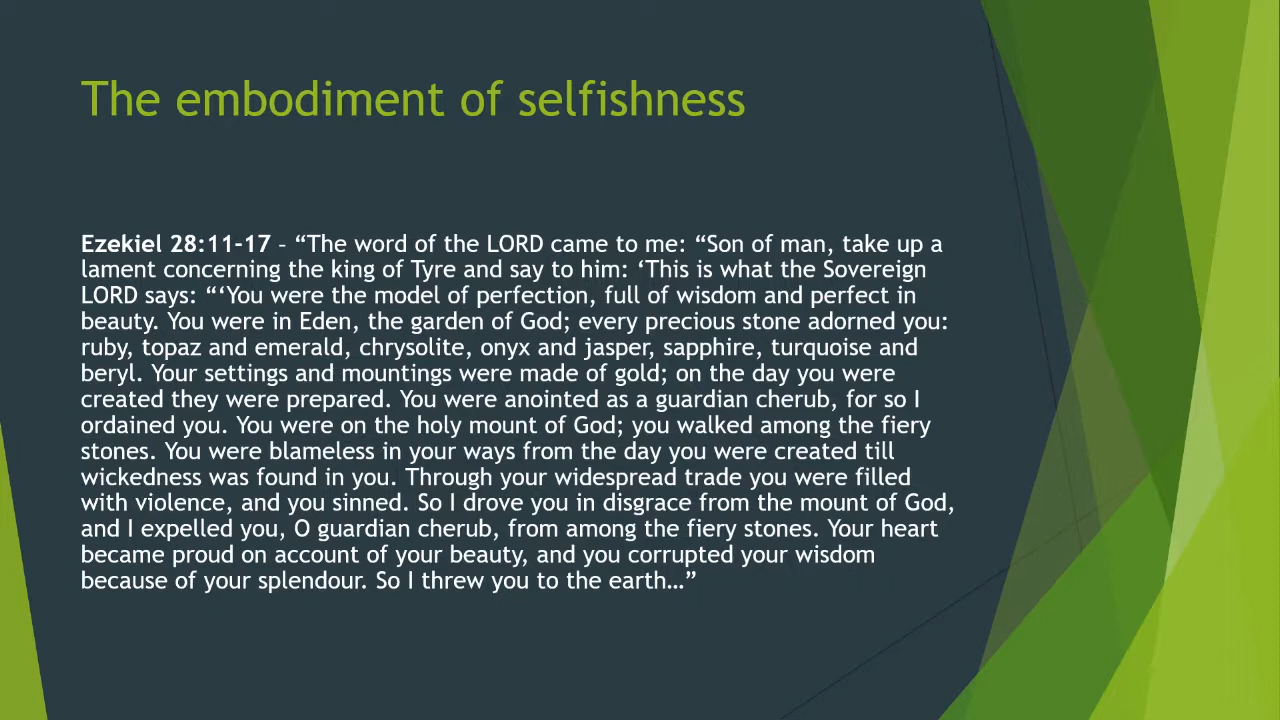 The embodiment of selfishness
Ezekiel 28:11-17 – “The word of the LORD came to me: “Son of man, take up a
lament concerning the king of Tyre and say to him: ‘This is what the Sovereign
LORD says: “‘You were the model of perfection, full of wisdom and perfect in
beauty. You were in Eden, the garden of God; every precious stone adorned you:
ruby, topaz and emerald, chrysolite, onyx and jasper, sapphire, turquoise and
beryl. Your settings and mountings were made of gold; on the day you were
created they were prepared. You were anointed as a guardian cherub, for so I
ordained you. You were on the holy mount of God; you walked among the fiery
stones. You were blameless in your ways from the day you were created till
wickedness was found in you. Through your widespread trade you were filled
with violence, and you sinned. So I drove you in disgrace from the mount of God,
and I expelled you, O guardian cherub, from among the fiery stones. Your heart
became proud on account of your beauty, and you corrupted your wisdom
because of your splendour. So I threw you to the earth…”